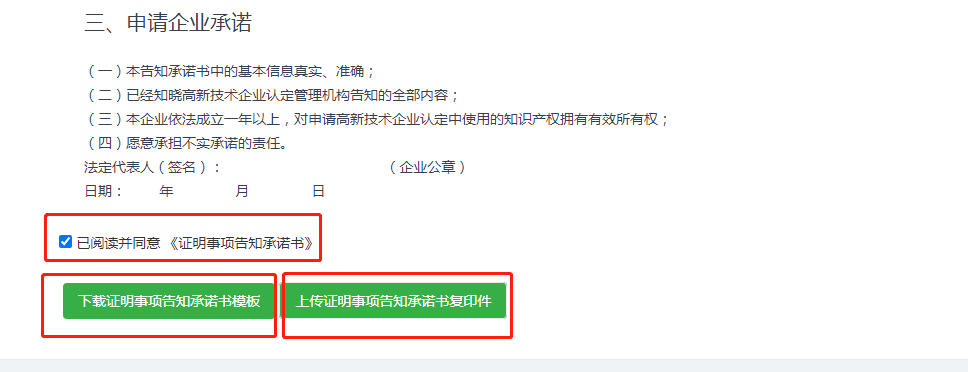 三、申请企业承诺
（一）本告知承诺书中的基本信息真实、准确；
（二）已经知晓高新技术企业认定管理机构告知的全部内容；
（三）本企业依法成立一年以上，对申请高新技术企业认定中使用的知识产权拥有有效所有权；
（四）愿意承担不实承诺的责任。
法定代表人（签名）： （企业公章）
日期： 年 月 日
已阅读并同意 《证明事项告知承诺书》
下载证明事项告知承诺书模板 上传证明事项告知承诺书复印件